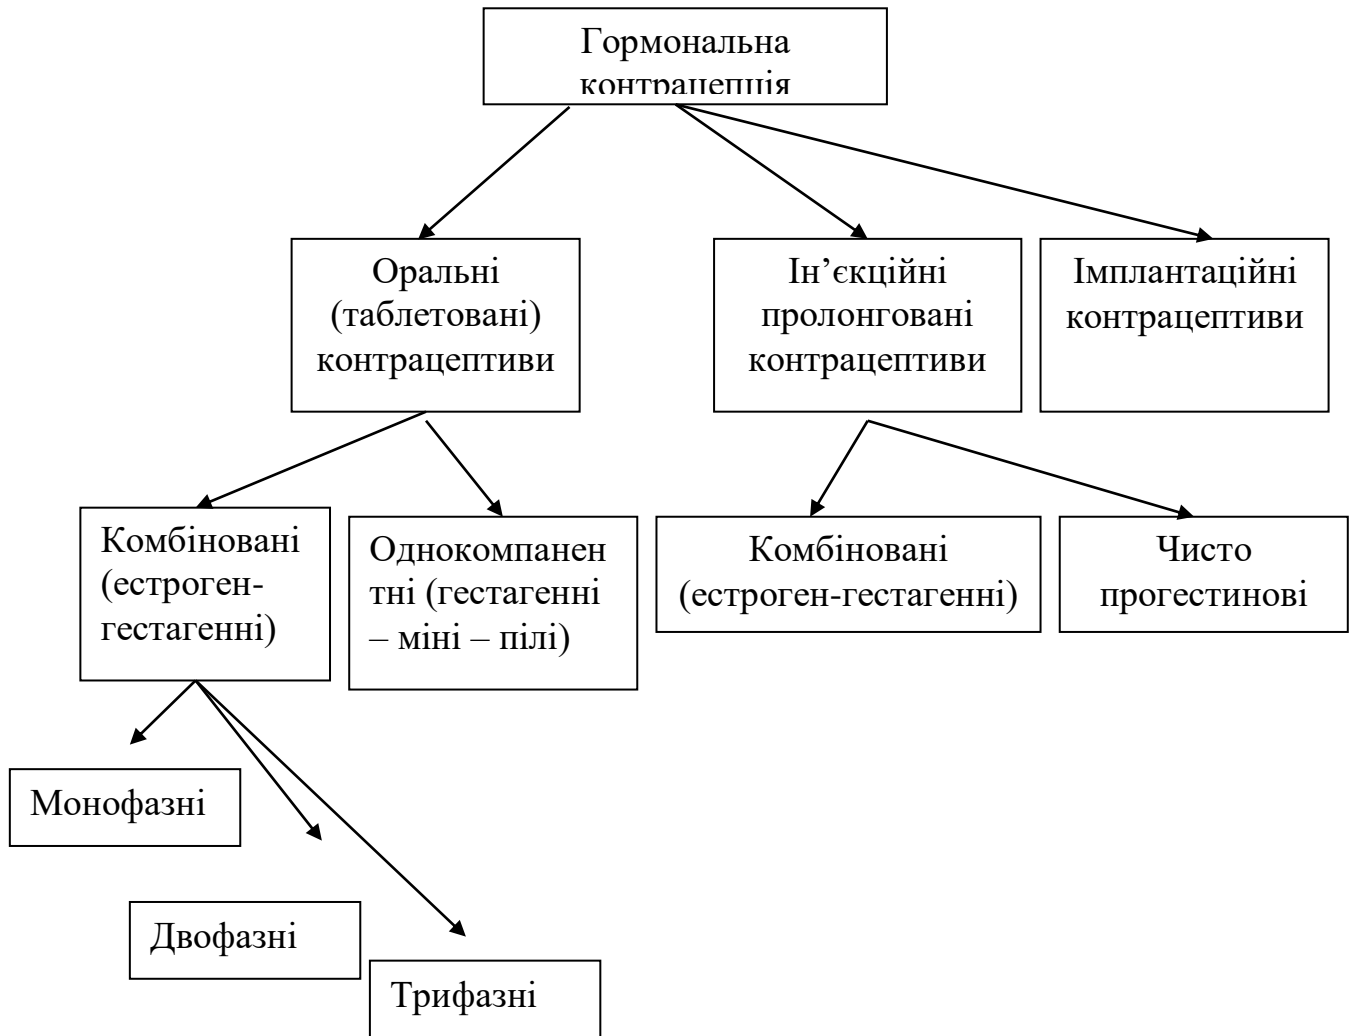 Гормональна
контрацепція
Оральні
(таблетовані)
контрацептиви
Ін’єкційні
пролонговані
контрацептиви
Імплантаційні
контрацептиви
Комбіновані
(естроген-
гестагенні)
Однокомпанен
тні (гестагенні
– міні – пілі)
Комбіновані
(естроген-гестагенні)
Чисто
прогестинові
Монофазні
Двофазні
Трифазні